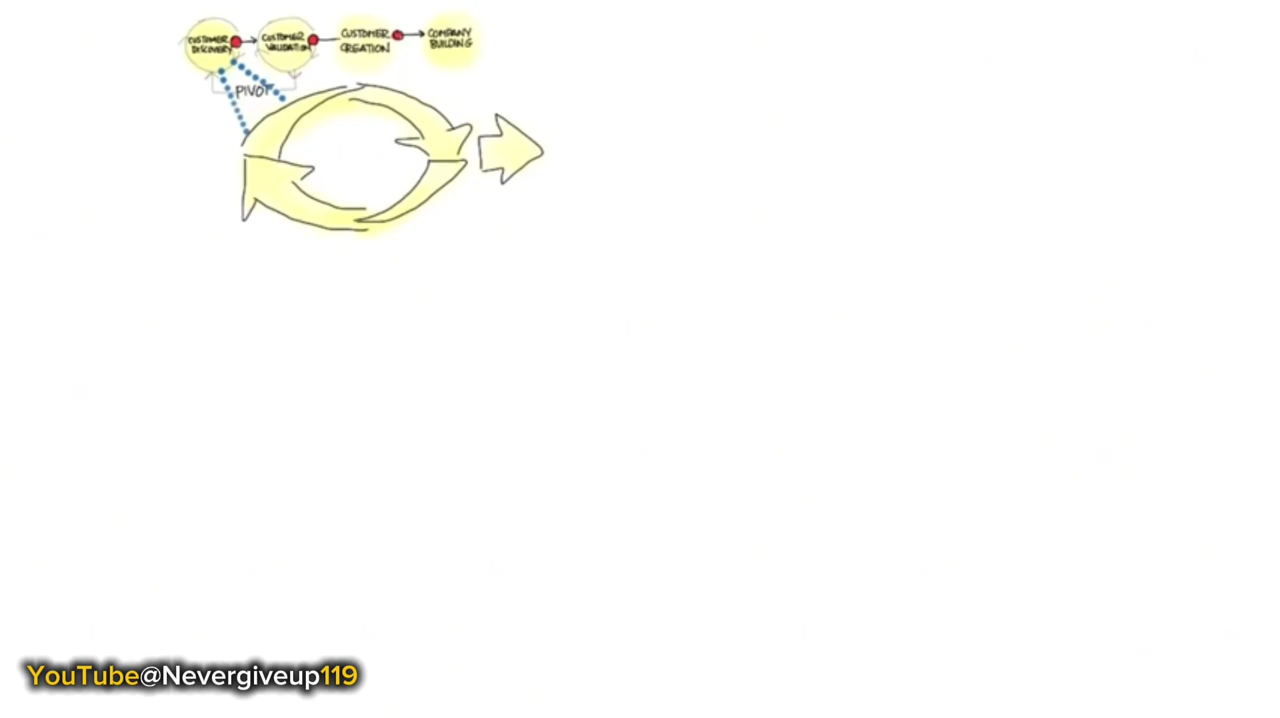 CUSTOMER
DISCOVERY
CUSTOMER
VALIDATION
CUSTOMER
CREATION
COMPANY
BUILDING
PIVOT
YouTube@Nevergiveup119